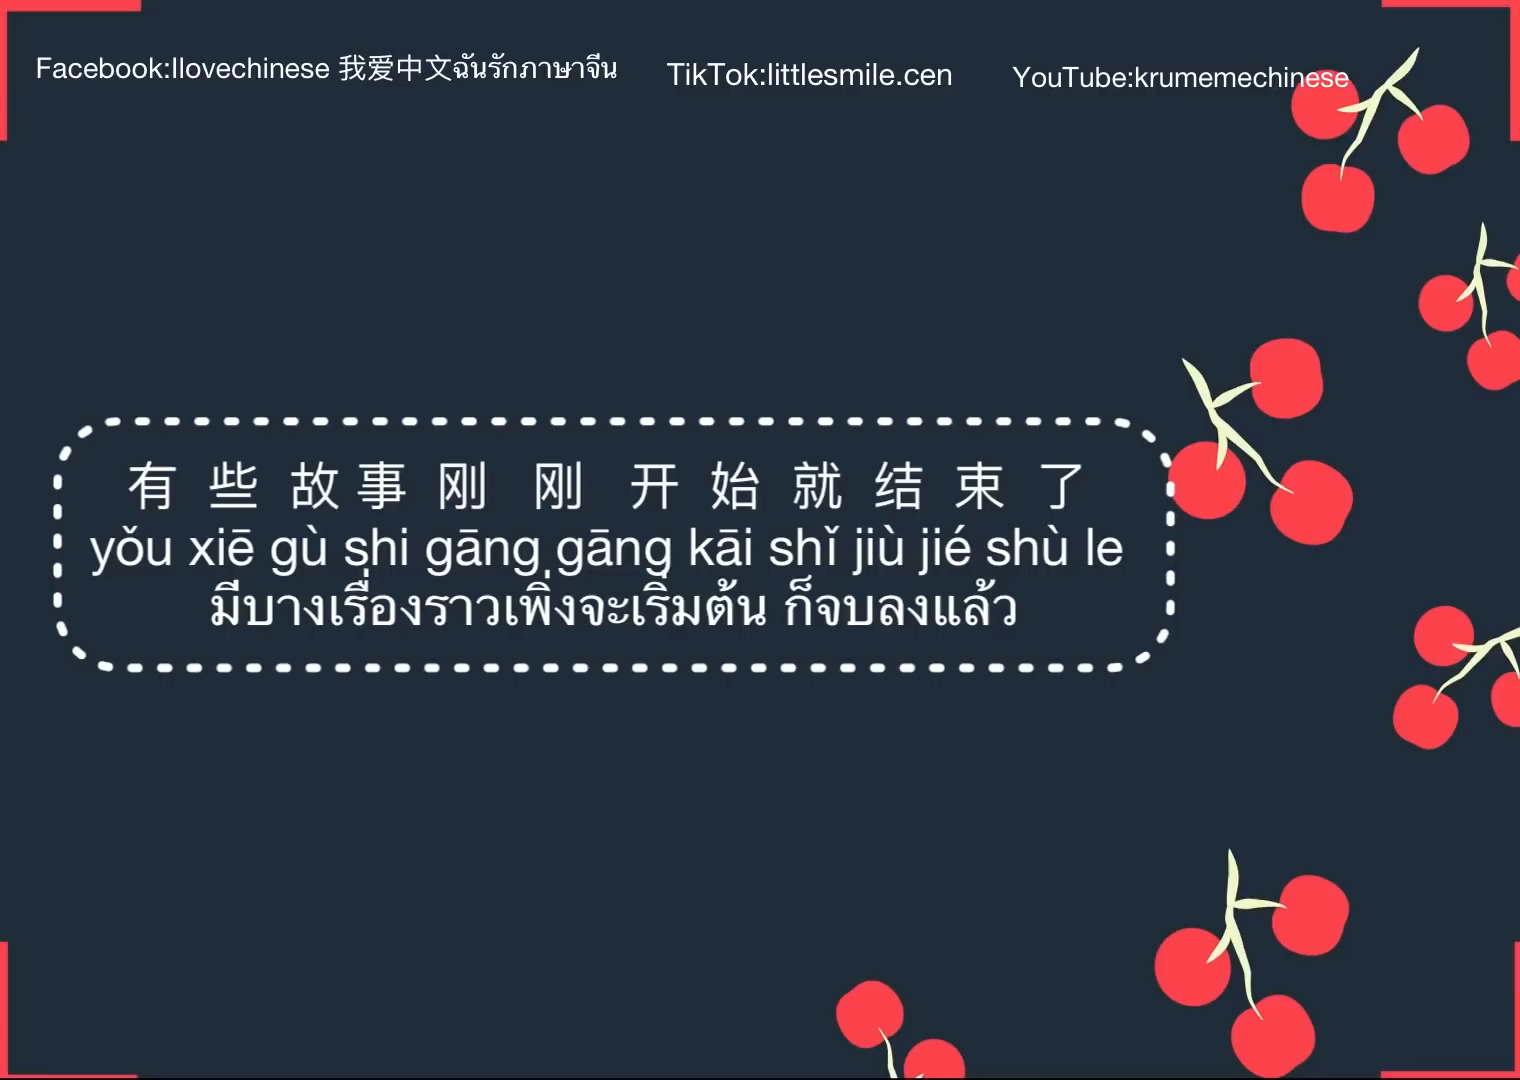 Facebook:Ilovechinese 我爱中文ฉันรักภาษาจีน
TikTok:littlesmile.cen
YouTube:krumemechinese
有些故事刚刚开始就结束了
yǒu xiē gù shi gāng gāng kāi shǐ jiù jié shù le
มีบางเรื่องราวเพิ่งจะเริ่มต้น ก็จบลงแล้ว